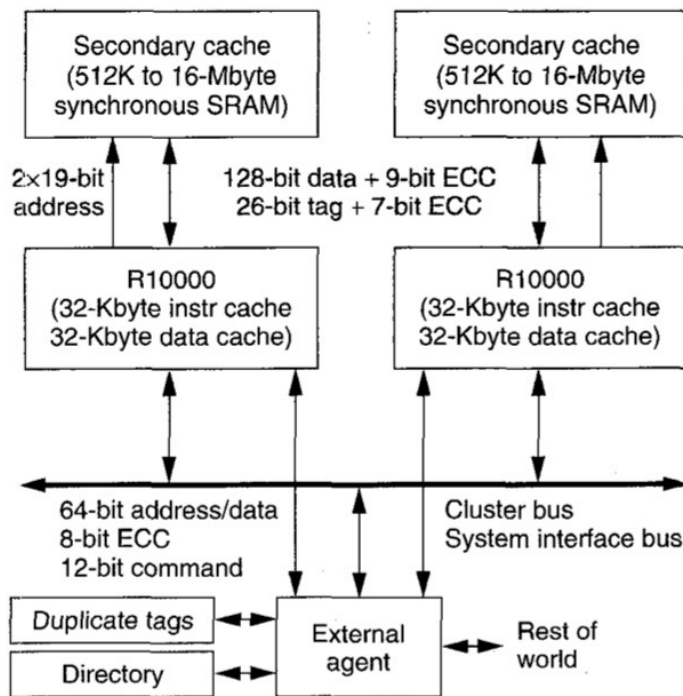 Secondary cache
(512K to 16-Mbyte
synchronous SRAM)
Secondary cache
(512K to 16-Mbyte
synchronous SRAM)
2×19-bit
address
128-bit data + 9-bit ECC
26-bit tag + 7-bit ECC
R10000
(32-Kbyte instr cache
32-Kbyte data cache)
R10000
(32-Kbyte instr cache
32-Kbyte data cache)
64-bit address/data
8-bit ECC
12-bit command
Cluster bus
System interface bus
Duplicate tags
Directory
External
agent
Rest of
world